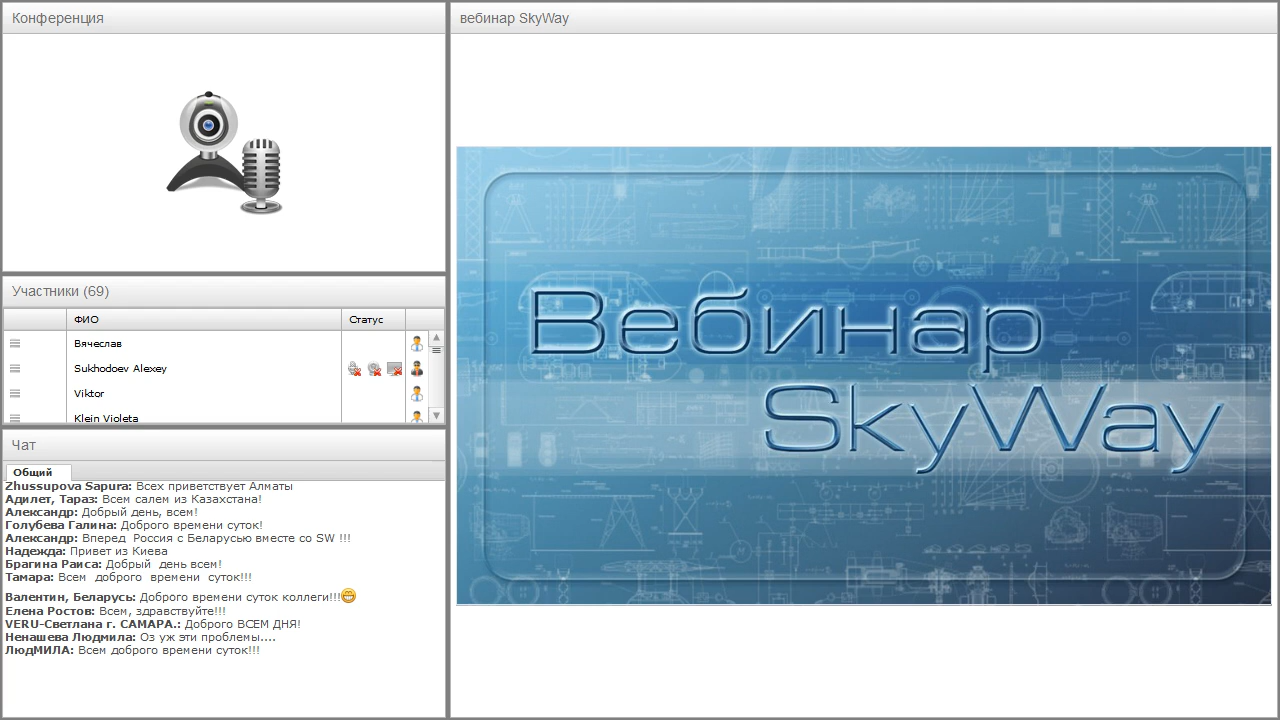 Конференция
вебинар SkyWay
Участники (69)
ФИО
Статус
Вячеслав
Sukhodoev Alexey
Viktor
Klein Violeta
Чат
Общий
Zhussupova Sapura: Всех приветствует Алматы
Адилет, Тараз: Всем салем из Казахстана!
Александр: Добрый день, всем!
Голубева Галина: Доброго времени суток!
Александр: Вперед Россия с Беларусью вместе со SW !!!
Надежда: Привет из Киева
Брагина Раиса: Добрый день всем!
Тамара: Всем доброго времени суток!!!
Валентин, Беларусь: Доброго времени суток коллеги!!!
Елена Ростов: Всем, здравствуйте!!!
VERU-Светлана г. САМАРА.: Доброго ВСЕМ ДНЯ!
Ненашева Людмила: Оз уж эти проблемы....
ЛюдМИЛА: Всем доброго времени суток!!!
Вебинар
SkyWay